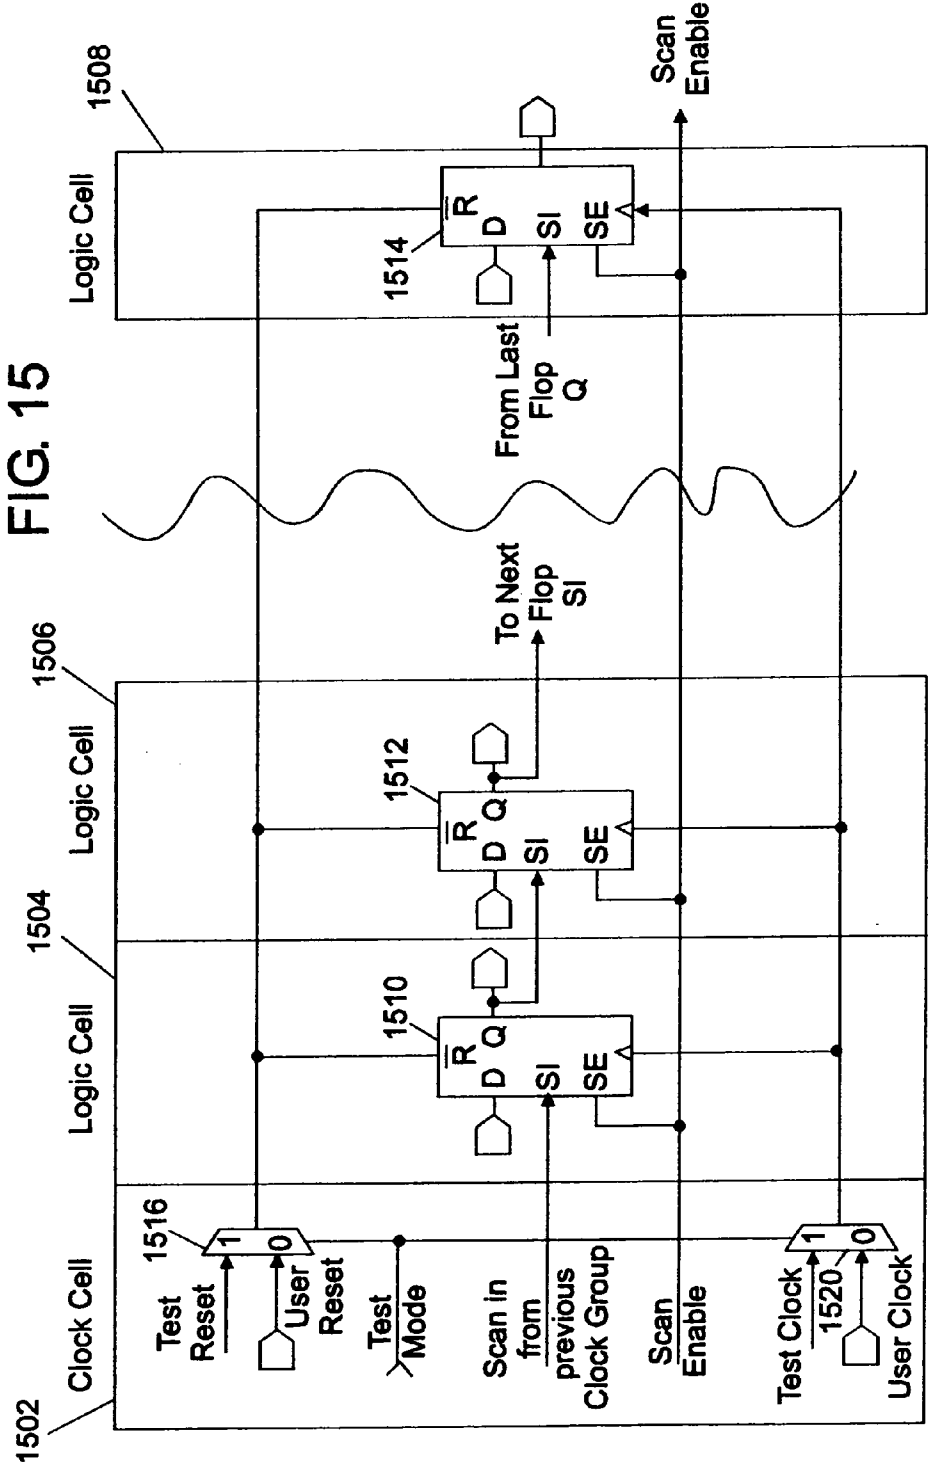 FIG. 15
1502
Clock Cell
1504
Logic Cell
1506
Logic Cell
1508
Logic Cell
Test
Reset
1516
1
0
User
Reset
Test
Mode
Scan in
from
previous
Clock Group
Scan
Enable
Test Clock
1520
1
0
User Clock
1510
R
D Q
SI
SE
1512
R
D Q
SI
SE
To Next
Flop
SI
From Last
Flop
Q
1514
R
D
SI
SE
Scan
Enable